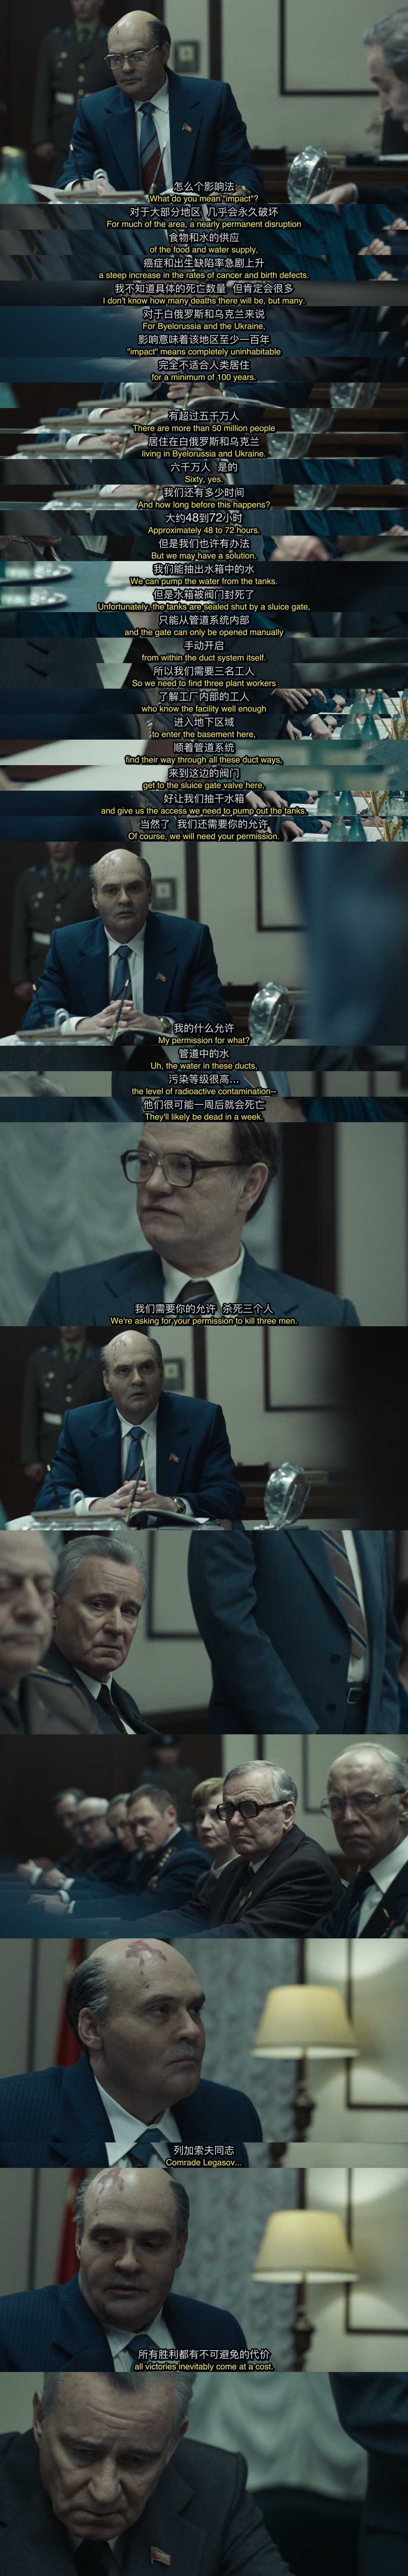 怎么个影响法
What do you mean "impact"?
对于大部分地区 几乎会永久破坏
For much of the area, a nearly permanent disruption
食物和水的供应
of the food and water supply,
癌症和出生缺陷率急剧上升
a steep increase in the rates of cancer and birth defects.
我不知道具体的死亡数量 但肯定会很多
I don't know how many deaths there will be, but many.
对于白俄罗斯和乌克兰来说
For Byelorussia and the Ukraine,
影响意味着该地区至少一百年
"impact" means completely uninhabitable
完全不适合人类居住
for a minimum of 100 years.
有超过五千万人
There are more than 50 million people
居住在白俄罗斯和乌克兰
living in Byelorussia and Ukraine.
六千万人 是的
Sixty, yes.
我们还有多少时间
And how long before this happens?
大约48到72小时
Approximately 48 to 72 hours.
但是我们也许有办法
But we may have a solution.
我们能抽出水箱中的水
We can pump the water from the tanks.
但是水箱被阀门封死了
Unfortunately, the tanks are sealed shut by a sluice gate,
只能从管道系统内部
and the gate can only be opened manually
手动开启
from within the duct system itself.
所以我们需要三名工人
So we need to find three plant workers
了解工厂内部的工人
who know the facility well enough
进入地下区域
to enter the basement here,
顺着管道系统
find their way through all these duct ways,
来到这边的阀门
get to the sluice gate valve here,
好让我们抽干水箱
and give us the access we need to pump out the tanks.
当然了 我们还需要你的允许
Of course, we will need your permission.
我的什么允许
My permission for what?
管道中的水
Uh, the water in these ducts,
污染等级很高…
the level of radioactive contamination--
他们很可能一周后就会死亡
They'll likely be dead in a week.
我们需要你的允许 杀死三个人
We're asking for your permission to kill three men.
列加索夫同志
Comrade Legasov...
所有胜利都有不可避免的代价
all victories inevitably come at a cost.